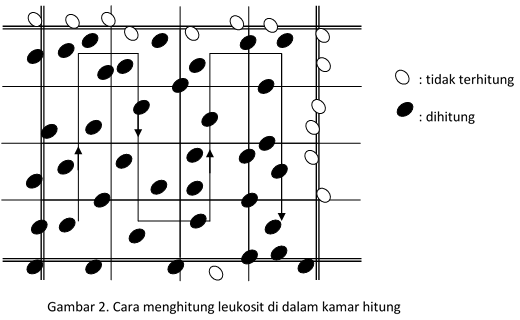 : tidak terhitung
: dihitung
Gambar 2. Cara menghitung leukosit di dalam kamar hitung